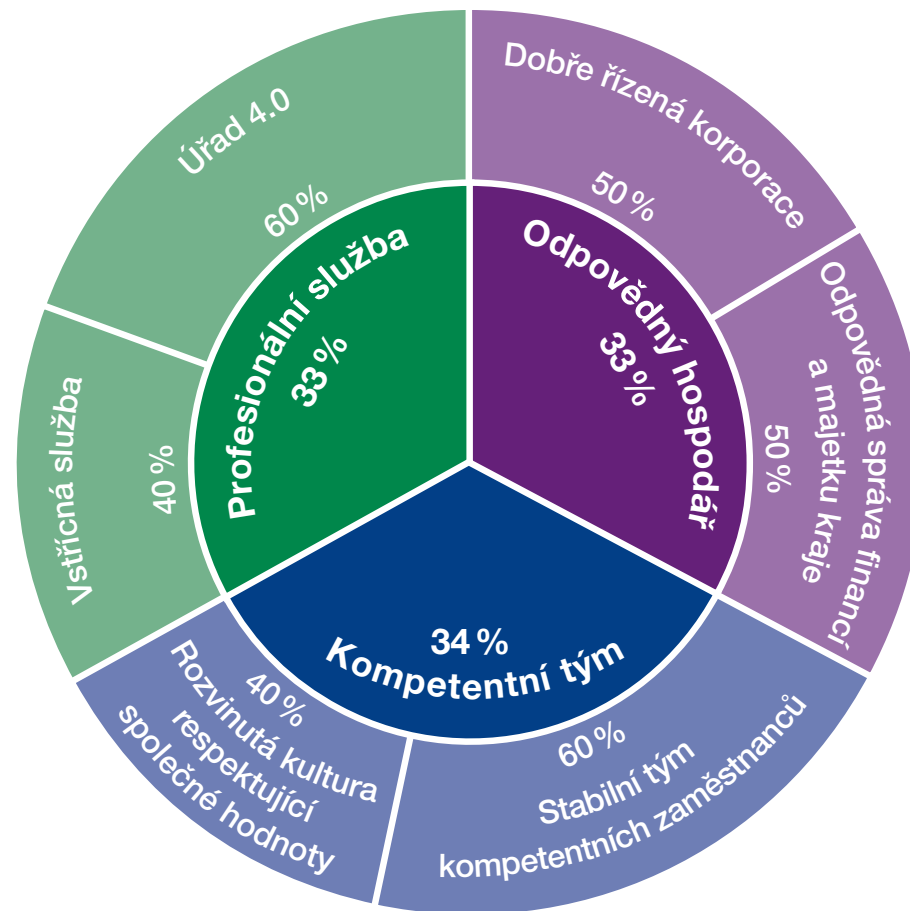 Úřad 4.0
60 %
Vstřícná služba
40 %
Profesionální služba
33 %
Dobře řízená korporace
50 %
Odpovědná správa financí
a majetku kraje
50 %
Odpovědný hospodář
33 %
34 %
Kompetentní tým
40 %
Rozvinutá kultura
respektující
společné hodnoty
60 %
Stabilní tým
kompetentních zaměstnanců